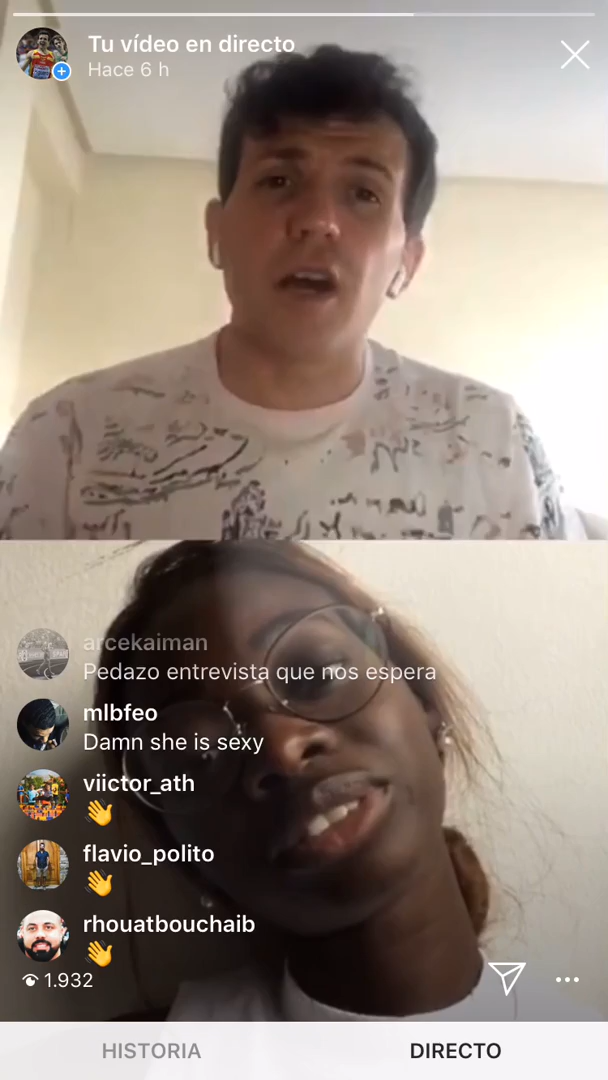 Tu vídeo en directo
Hace 6 h
arcekaiman
Pedazo entrevista que nos espera
mlbfeo
Damn she is sexy
viictor_ath
👋
flavio_polito
👋
rhouatbouchaib
👋
1.932
HISTORIA
DIRECTO